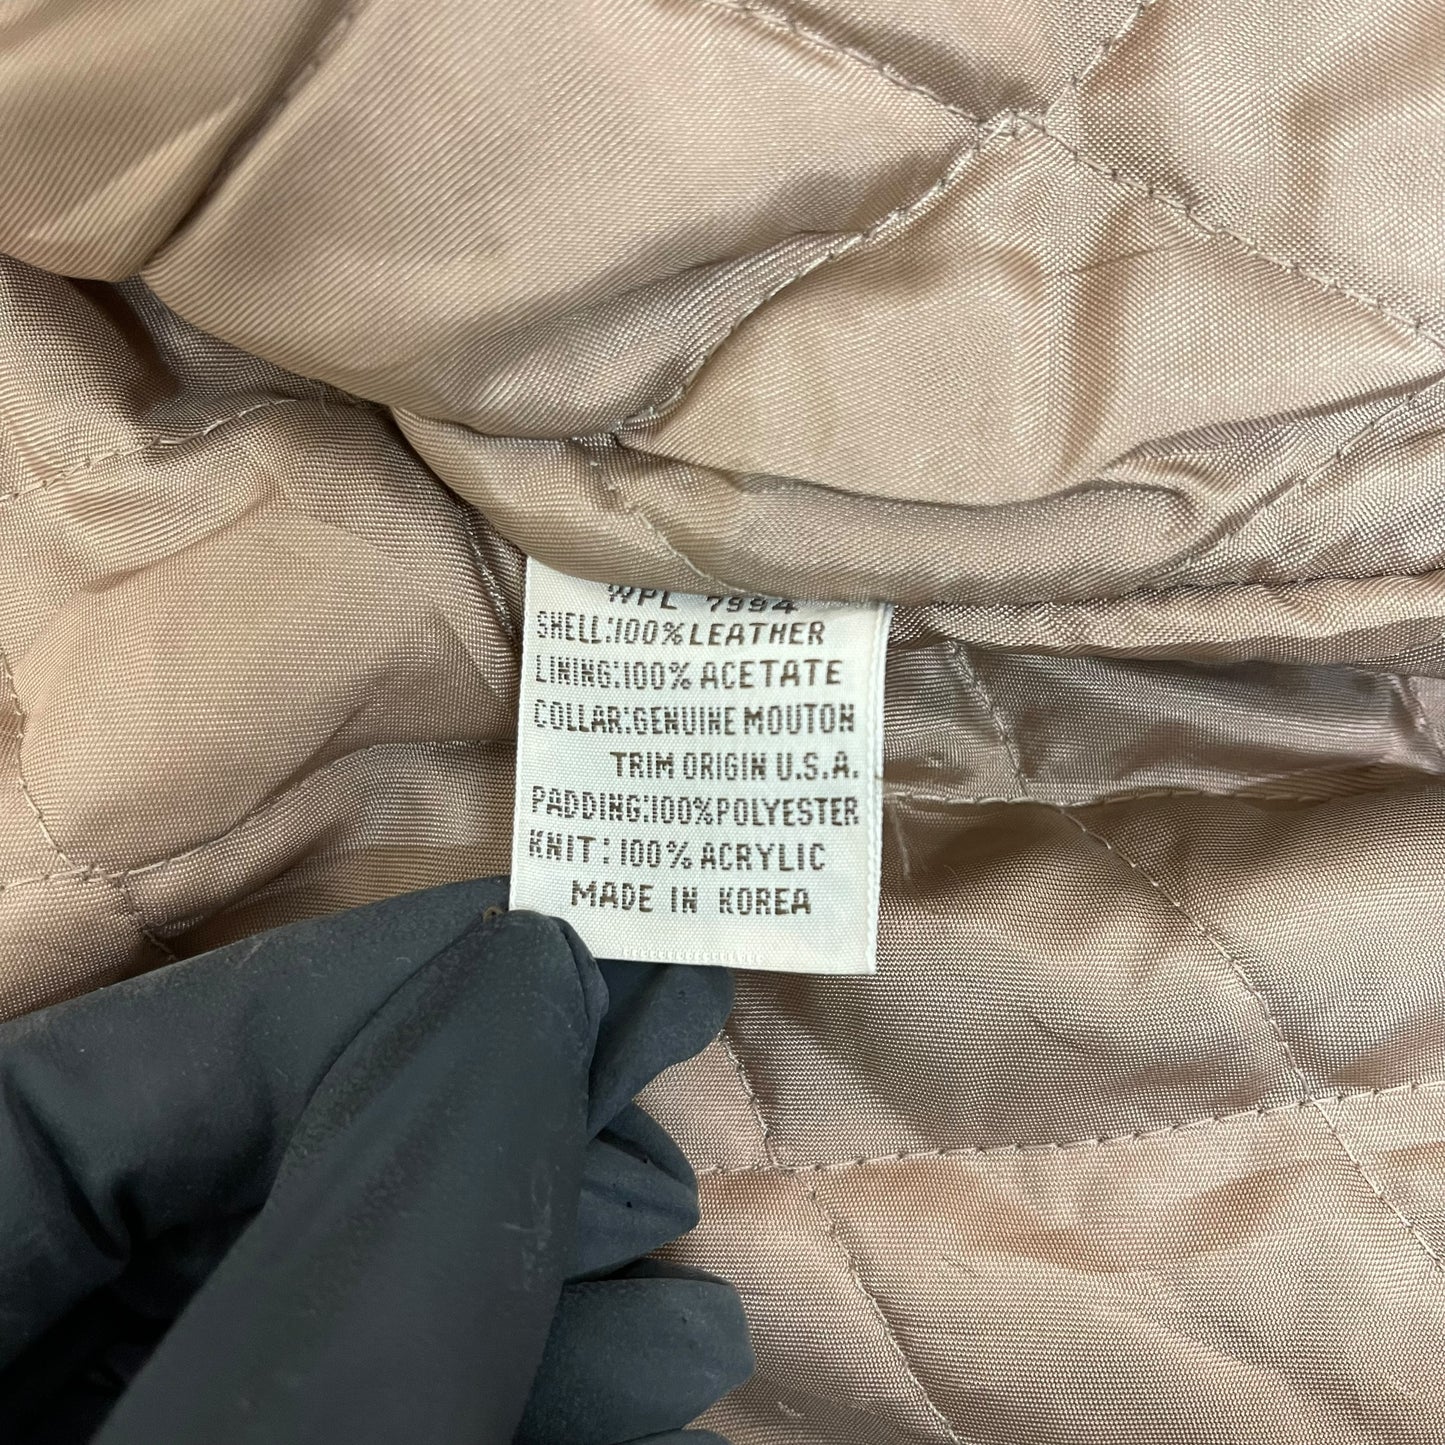 WPL 7994
SHELL:100% LEATHER
LINING:100% ACETATE
COLLAR:GENUINE MOUTON
TRIM ORIGIN U.S.A.
PADDING:100% POLYESTER
KNIT: 100% ACRYLIC
MADE IN KOREA